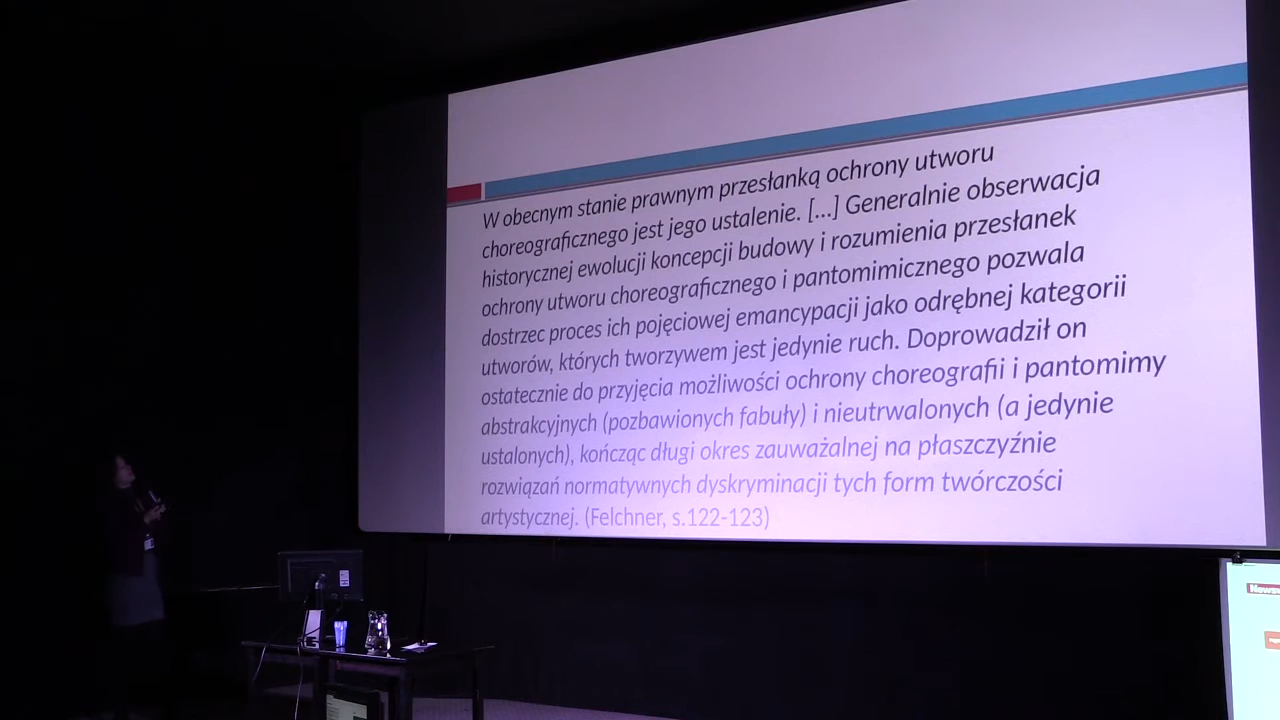 W obecnym stanie prawnym przesłanką ochrony utworu
choreograficznego jest jego ustalenie. [...] Generalnie obserwacja
historycznej ewolucji koncepcji budowy i rozumienia przesłanek
ochrony utworu choreograficznego i pantomimicznego pozwala
dostrzec proces ich pojęciowej emancypacji jako odrębnej kategorii
utworów, których tworzywem jest jedynie ruch. Doprowadził on
ostatecznie do przyjęcia możliwości ochrony choreografii i pantomimy
abstrakcyjnych (pozbawionych fabuły) i nieutrwalonych (a jedynie
ustalonych), kończąc długi okres zauważalnej na płaszczyźnie
rozwiązań normatywnych dyskryminacji tych form twórczości
artystycznej. (Felchner, s.122-123)